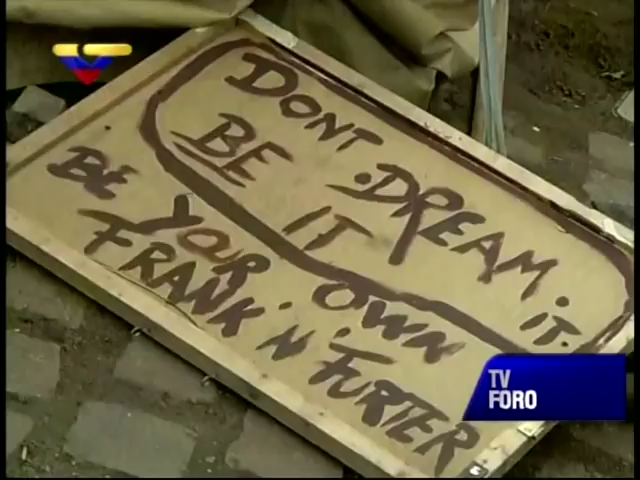 DONT DREAM IT.
BE IT
BE YOUR OWN
FRANK 'N' FURTER
TV
FORO